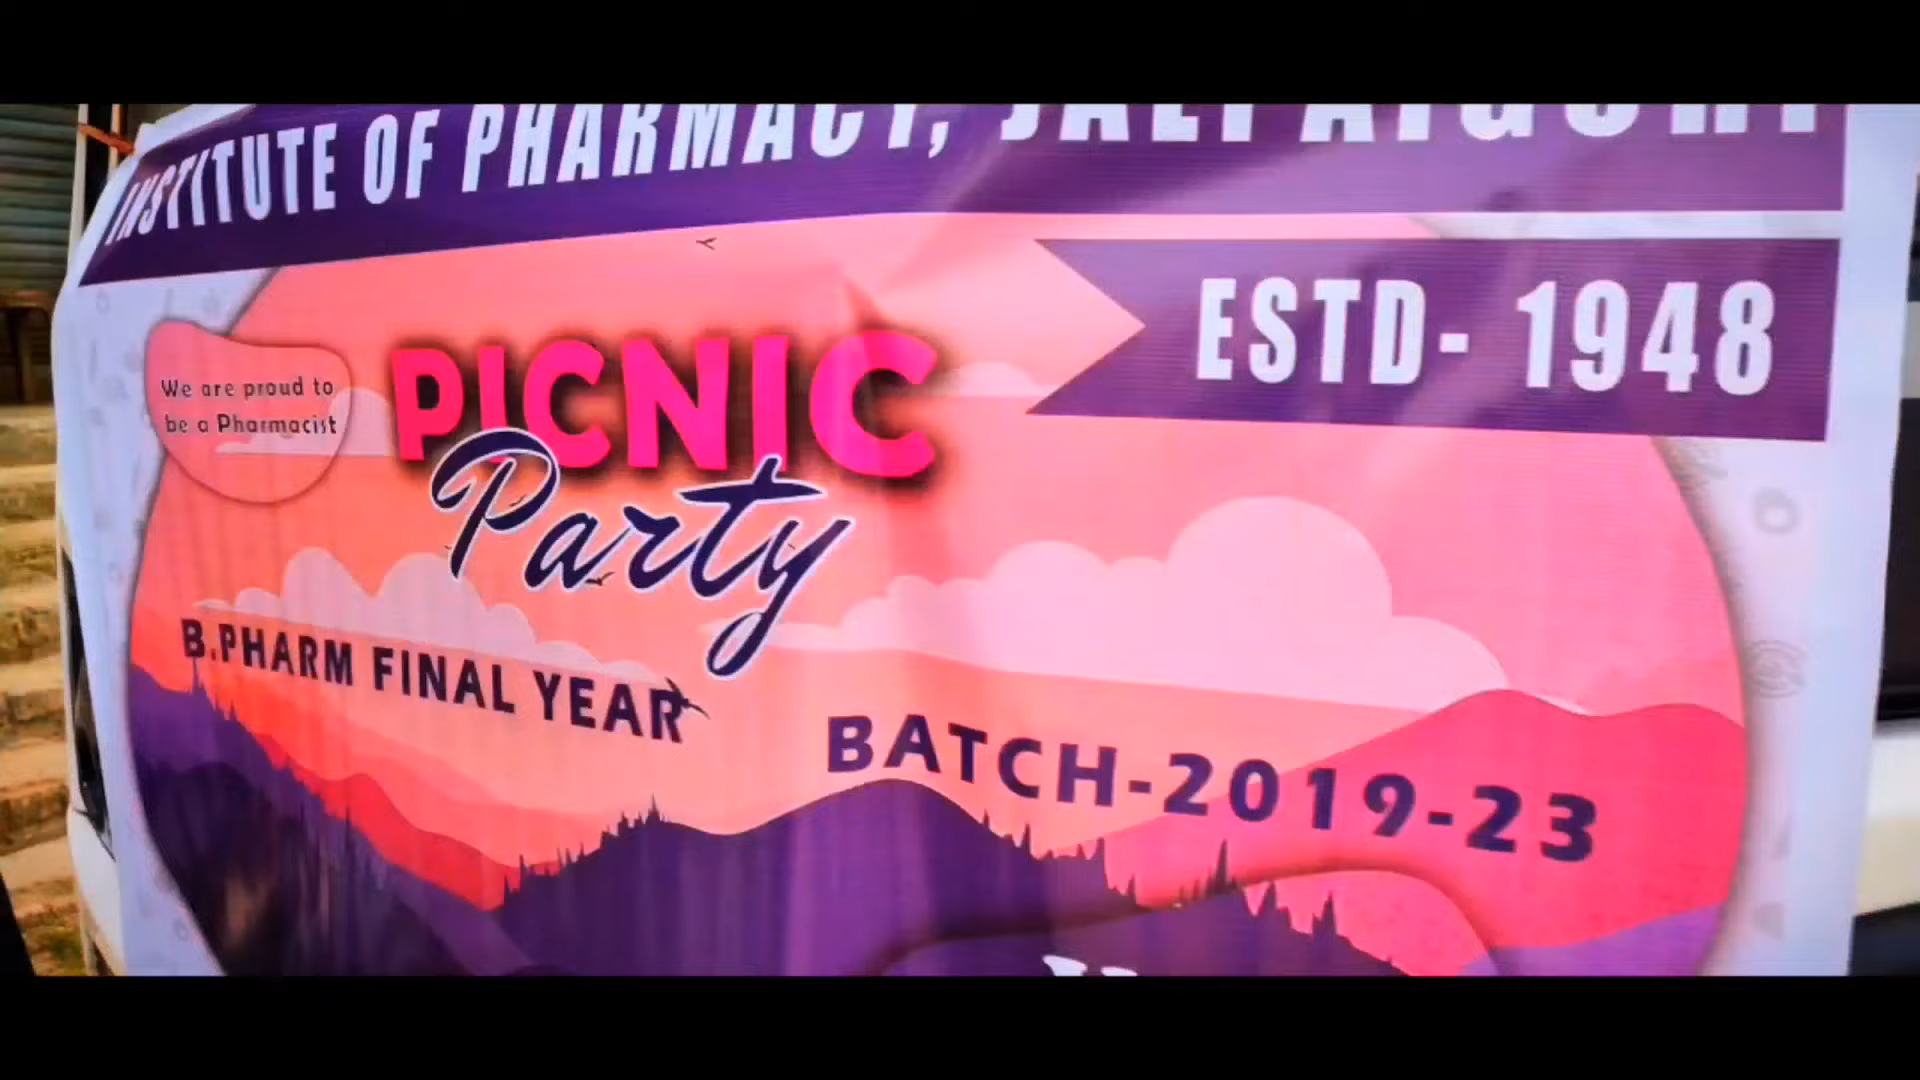 INSTITUTE OF PHARMACY, JALPAIGURI
ESTD- 1948
We are proud to
be a Pharmacist
PICNIC
Party
B.PHARM FINAL YEAR
BATCH-2019-23